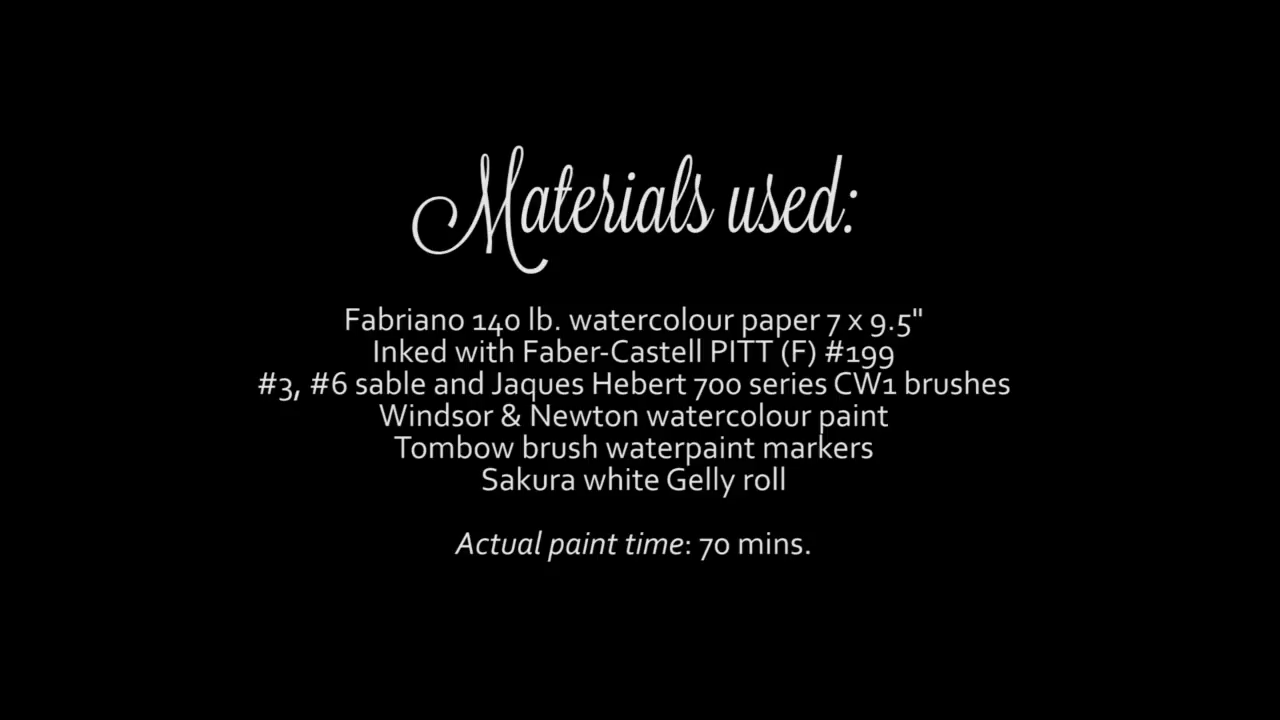 Materials used:
Fabriano 140 lb. watercolour paper 7 x 9.5"
Inked with Faber-Castell PITT (F) #199
#3, #6 sable and Jaques Hebert 700 series CW1 brushes
Windsor & Newton watercolour paint
Tombow brush waterpaint markers
Sakura white Gelly roll
Actual paint time: 70 mins.